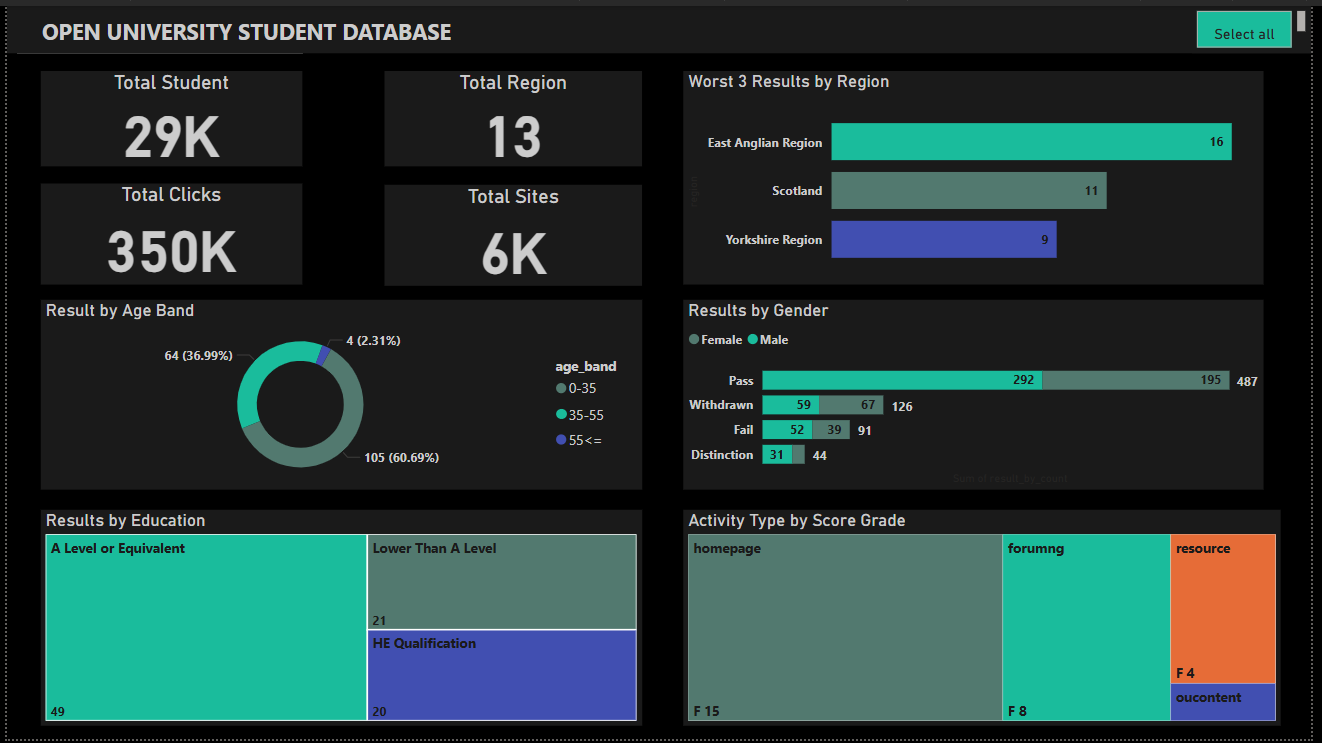 OPEN UNIVERSITY STUDENT DATABASE
Select all
Total Student
29K
Total Region
13
Total Clicks
350K
Total Sites
6K
Worst 3 Results by Region
region
East Anglian Region
16
Scotland
11
Yorkshire Region
9
Result by Age Band
4 (2.31%)
64 (36.99%)
105 (60.69%)
age_band
0-35
35-55
55<=
Results by Gender
Female Male
Pass 292 195 487
Withdrawn 59 67 126
Fail 52 39 91
Distinction 31 44
Sum of result_by_count
Results by Education
A Level or Equivalent
49
Lower Than A Level
21
HE Qualification
20
Activity Type by Score Grade
homepage
F 15
forumng
F 8
resource
F 4
oucontent